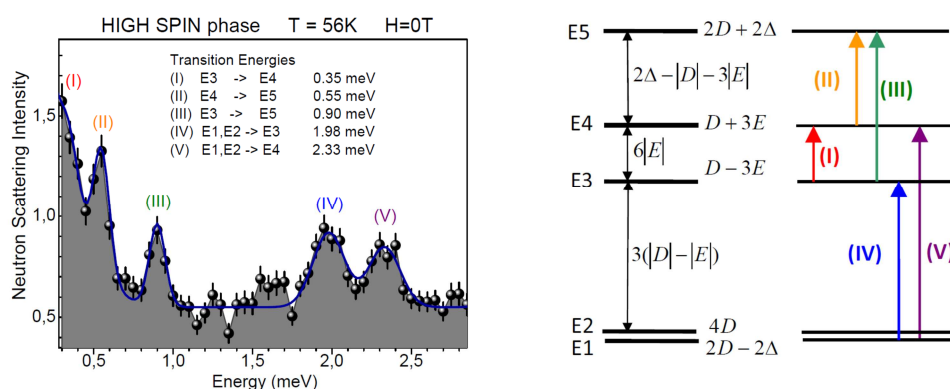 HIGH SPIN phase T = 56K H=0T
Neutron Scattering Intensity
1,5
1,0
0,5
(I)
(II)
(III)
(IV)
(V)
Transition Energies
(I) E3 -> E4 0.35 meV
(II) E4 -> E5 0.55 meV
(III) E3 -> E5 0.90 meV
(IV) E1,E2 -> E3 1.98 meV
(V) E1,E2 -> E4 2.33 meV
0,5 1,0 1,5 2,0 2,5
Energy (meV)
E5 2D + 2Δ
2Δ−|D|−3|E|
E4 D + 3E
6|E|
E3 D − 3E
3(|D|−|E|)
E2 4D
E1 2D − 2Δ
(II)
(III)
(I)
(IV)
(V)